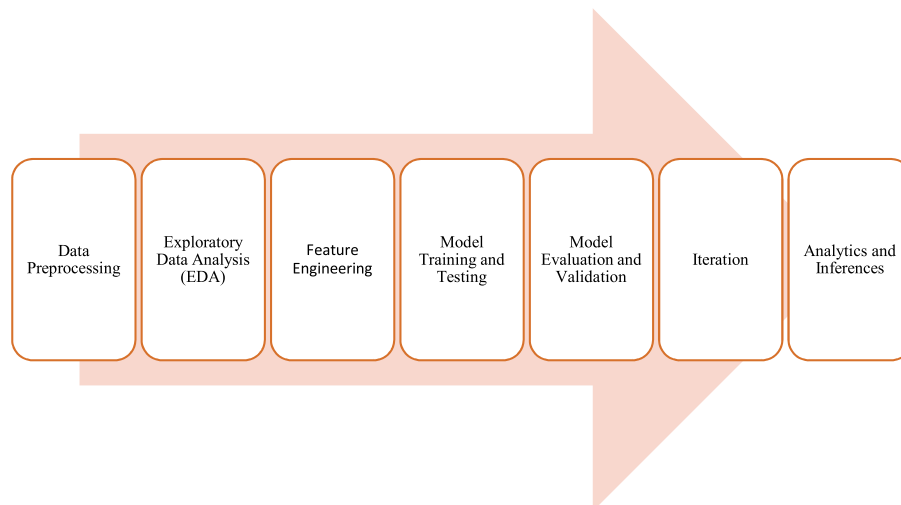 Data
Preprocessing
Exploratory
Data Analysis
(EDA)
Feature
Engineering
Model
Training and
Testing
Model
Evaluation and
Validation
Iteration
Analytics and
Inferences